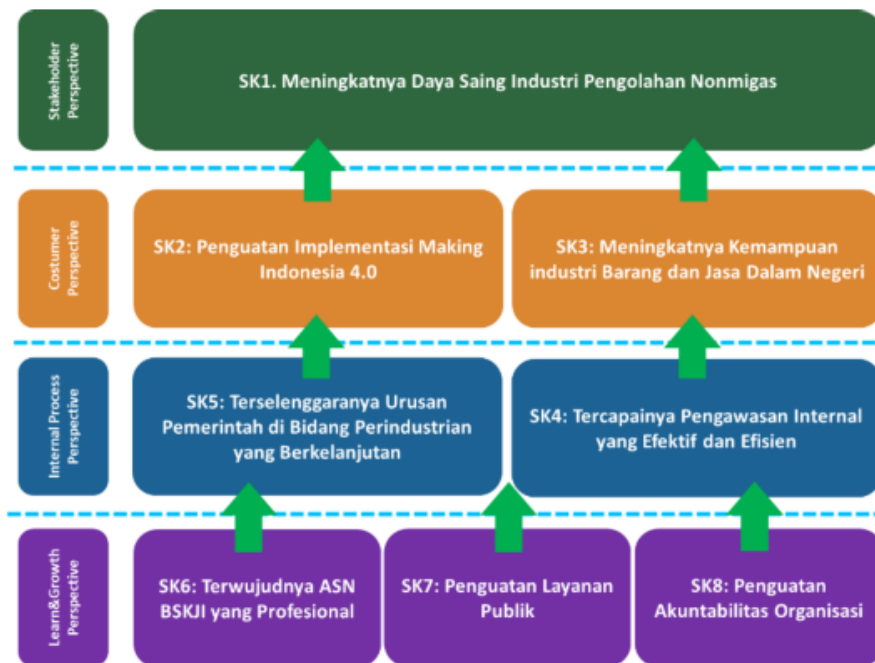 Stakeholder
Perspective
SK1. Meningkatnya Daya Saing Industri Pengolahan Nonmigas
Costumer
Perspective
SK2: Penguatan Implementasi Making
Indonesia 4.0
SK3: Meningkatnya Kemampuan
industri Barang dan Jasa Dalam Negeri
Internal Process
Perspective
SK5: Terselenggaranya Urusan
Pemerintah di Bidang Perindustrian
yang Berkelanjutan
SK4: Tercapainya Pengawasan Internal
yang Efektif dan Efisien
Learn&Growth
Perspective
SK6: Terwujudnya ASN
BSKJI yang Profesional
SK7: Penguatan Layanan
Publik
SK8: Penguatan
Akuntabilitas Organisasi